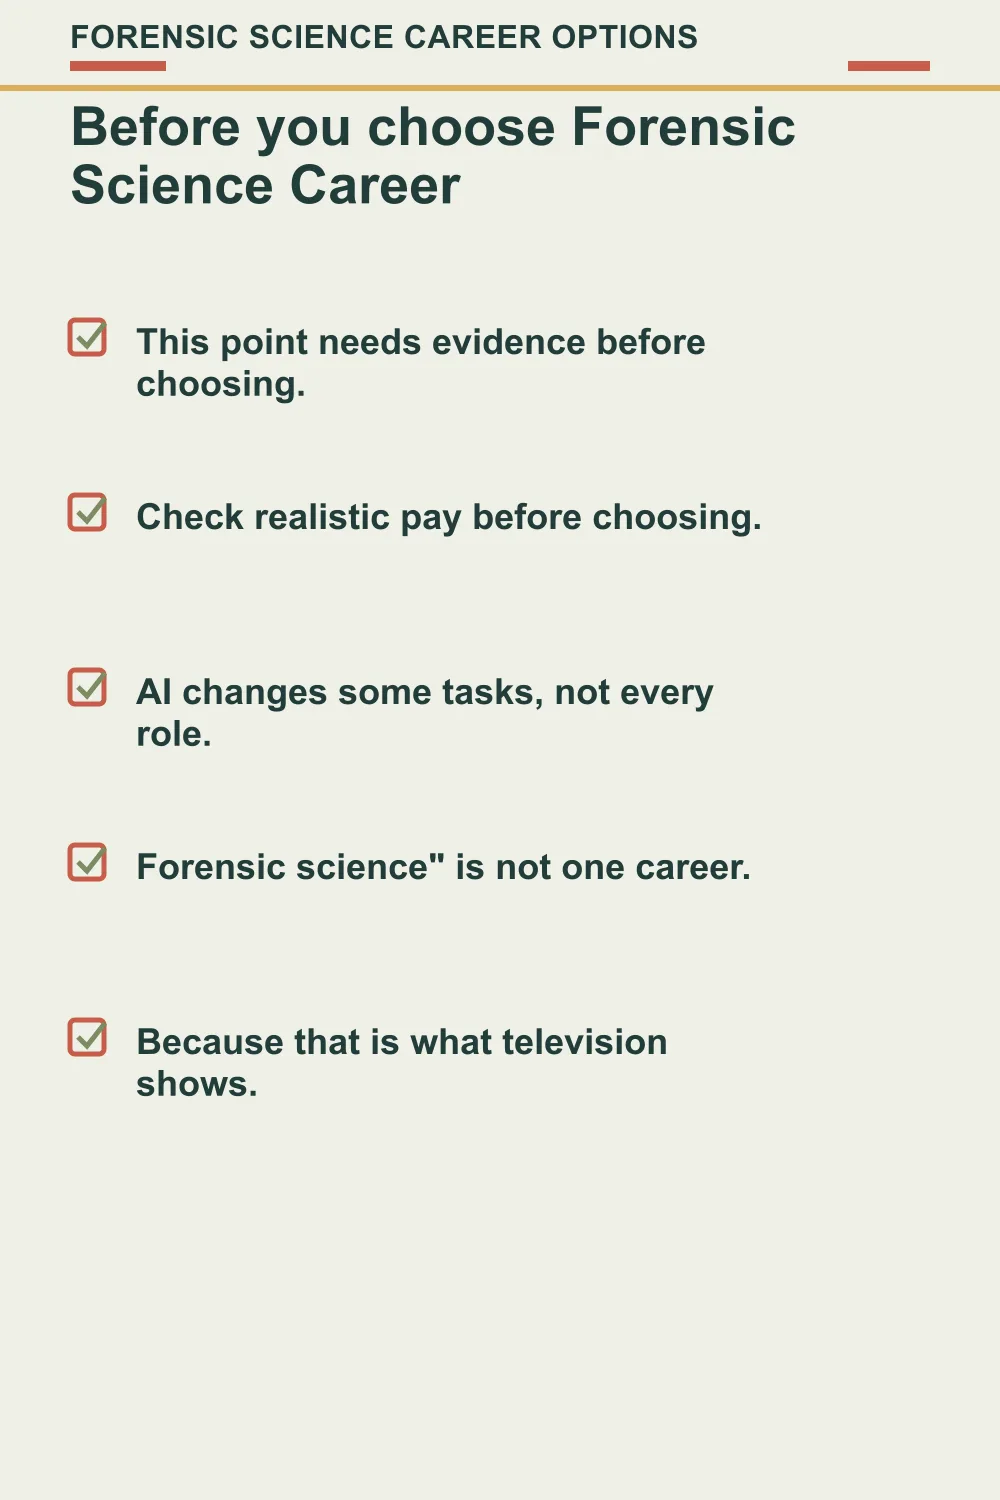 FORENSIC SCIENCE CAREER OPTIONS
Before you choose Forensic
Science Career
This point needs evidence before
choosing.
Check realistic pay before choosing.
AI changes some tasks, not every
role.
Forensic science" is not one career.
Because that is what television
shows.